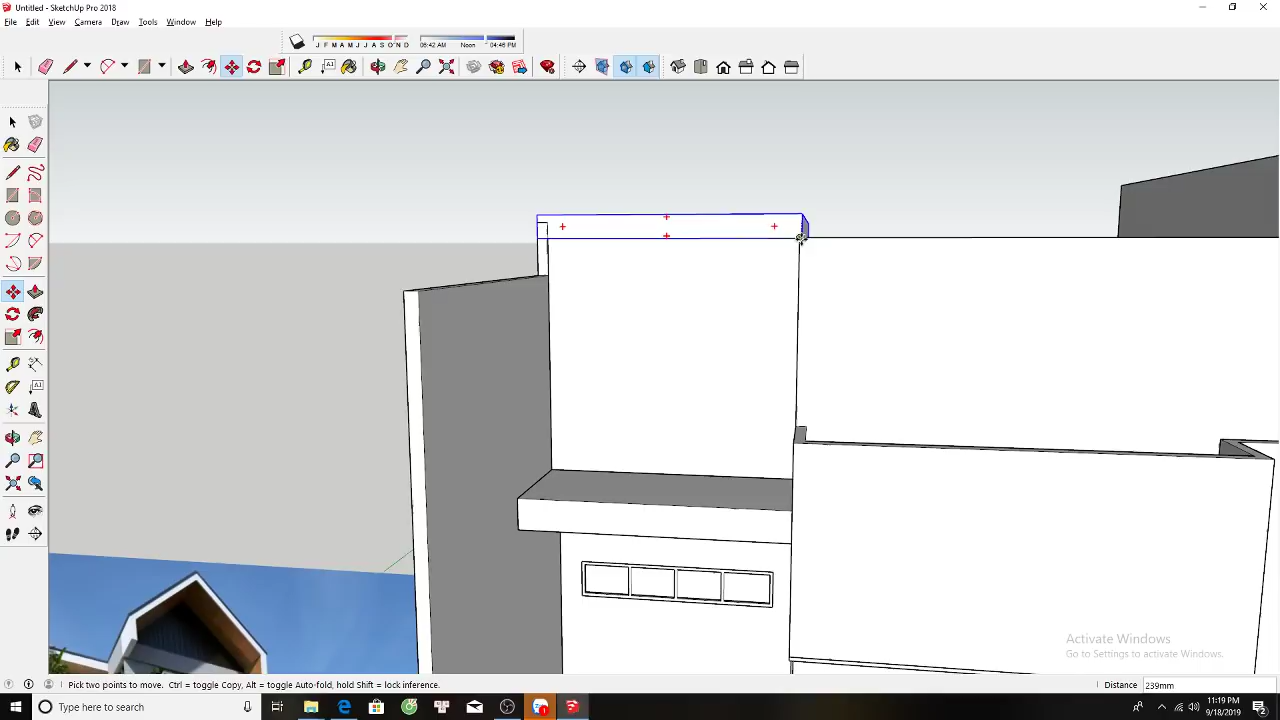 Untitled - SketchUp Pro 2018
File Edit View Camera Draw Tools Window Help
J F M A M J J A S O N D 06:42 AM Noon 04:46 PM
Activate Windows
Go to Settings to activate Windows.
Pick two points to move. Ctrl = toggle Copy, Alt = toggle Auto-fold, hold Shift = lock inference. Distance 239mm
Type here to search
11:19 PM
9/18/2019